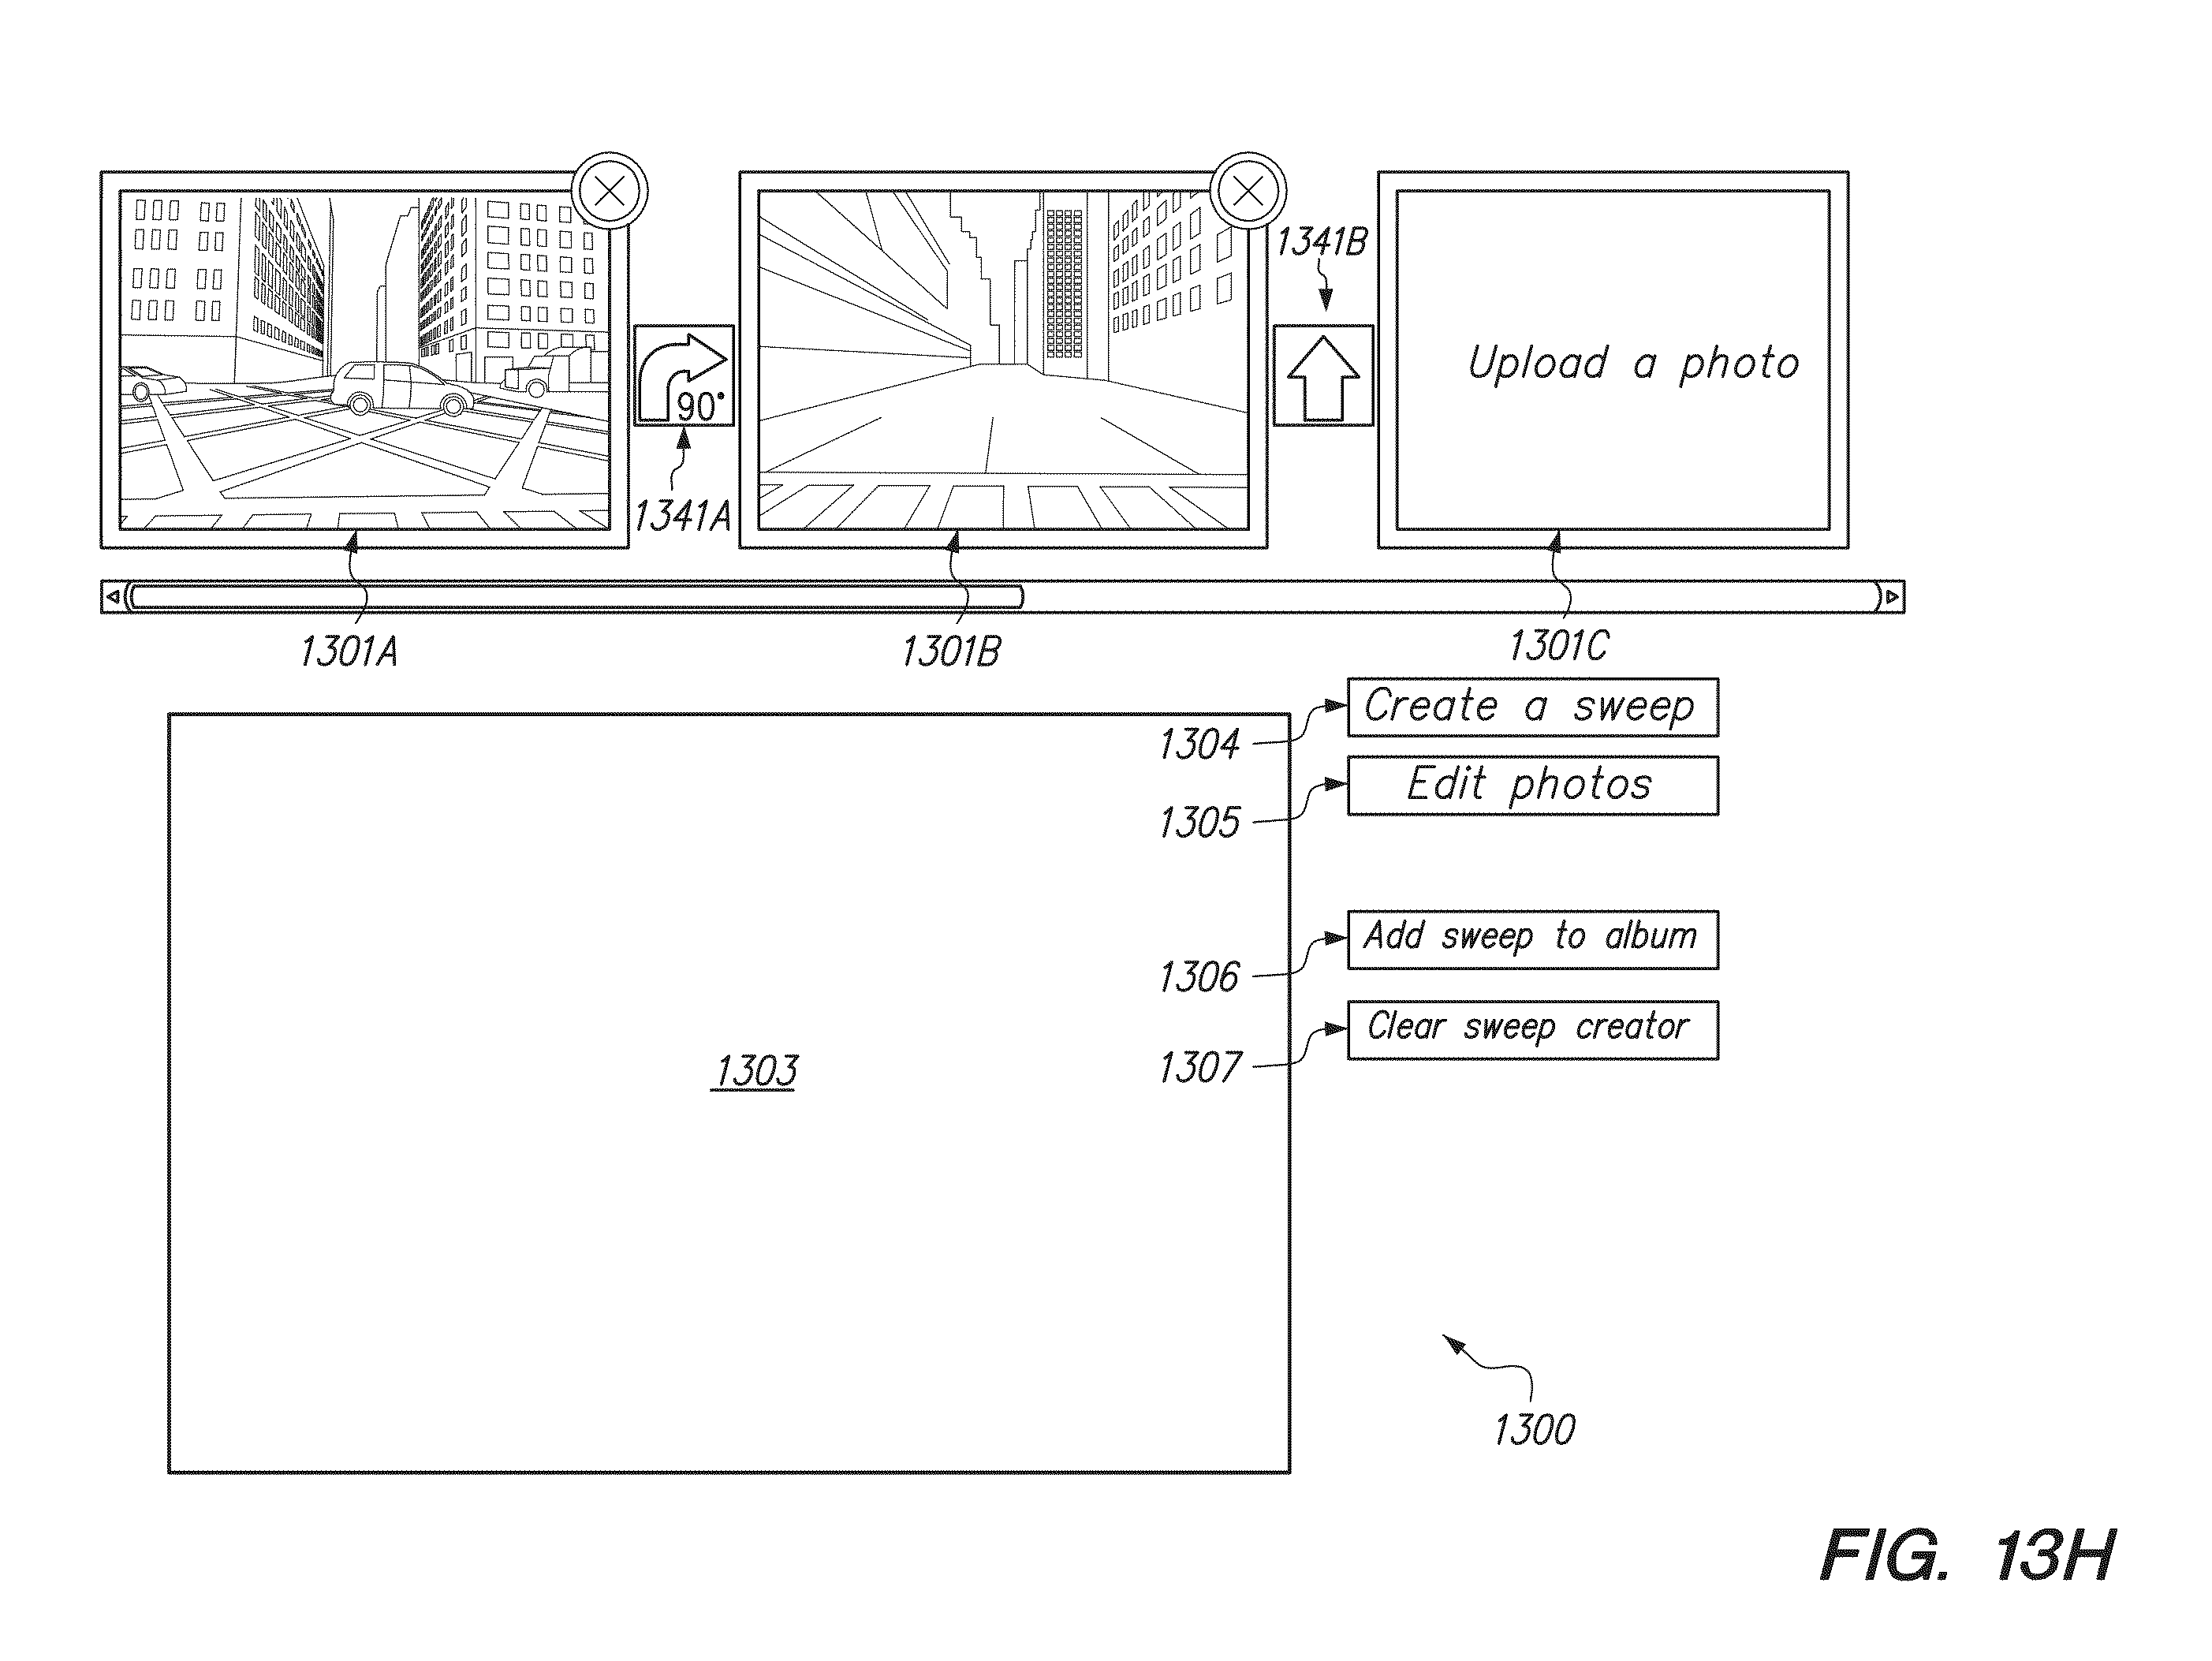 1341B
Upload a photo
90°
1341A
1301A
1301B
1301C
Create a sweep
1304
Edit photos
1305
Add sweep to album
1306
Clear sweep creator
1307
1303
1300
FIG. 13H